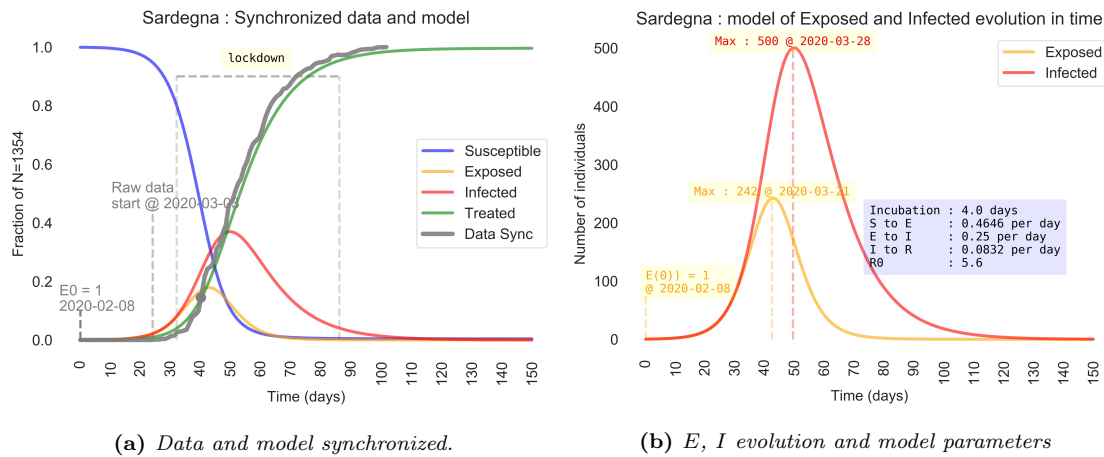 Sardegna : Synchronized data and model
1.0
0.8
0.6
0.4
0.2
0.0
Fraction of N=1354
lockdown
Raw data
start @ 2020-03-03
E0 = 1
2020-02-08
Susceptible
Exposed
Infected
Treated
Data Sync
0 10 20 30 40 50 60 70 80 90 100 110 120 130 140 150
Time (days)
(a) Data and model synchronized.
Sardegna : model of Exposed and Infected evolution in time
500
400
300
200
100
0
Number of individuals
Max : 500 @ 2020-03-28
Max : 242 @ 2020-03-21
E(0)) = 1
@ 2020-02-08
Exposed
Infected
Incubation : 4.0 days
S to E : 0.4646 per day
E to I : 0.25 per day
I to R : 0.0832 per day
R0 : 5.6
0 10 20 30 40 50 60 70 80 90 100 110 120 130 140 150
Time (days)
(b) E, I evolution and model parameters